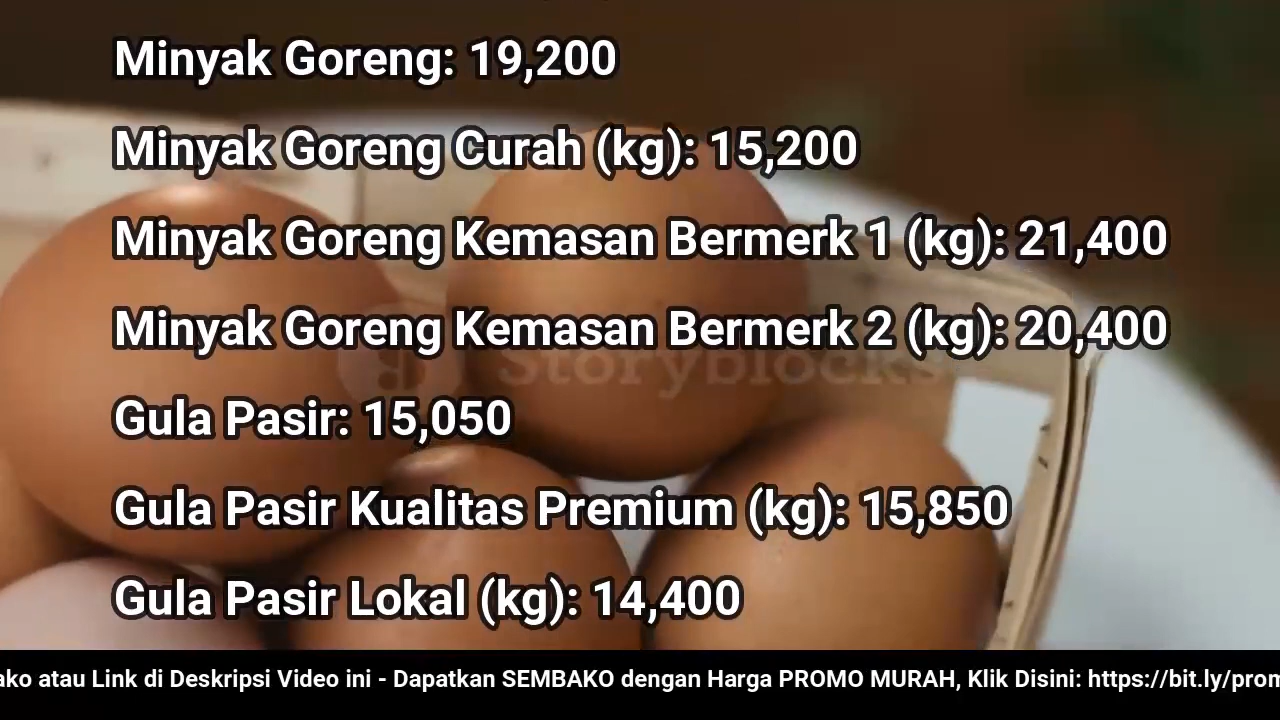 Minyak Goreng: 19,200
Minyak Goreng Curah (kg): 15,200
Minyak Goreng Kemasan Bermerk 1 (kg): 21,400
Minyak Goreng Kemasan Bermerk 2 (kg): 20,400
Storyblocks
Gula Pasir: 15,050
Gula Pasir Kualitas Premium (kg): 15,850
Gula Pasir Lokal (kg): 14,400
ako atau Link di Deskripsi Video ini - Dapatkan SEMBAKO dengan Harga PROMO MURAH, Klik Disini: https://bit.ly/prom